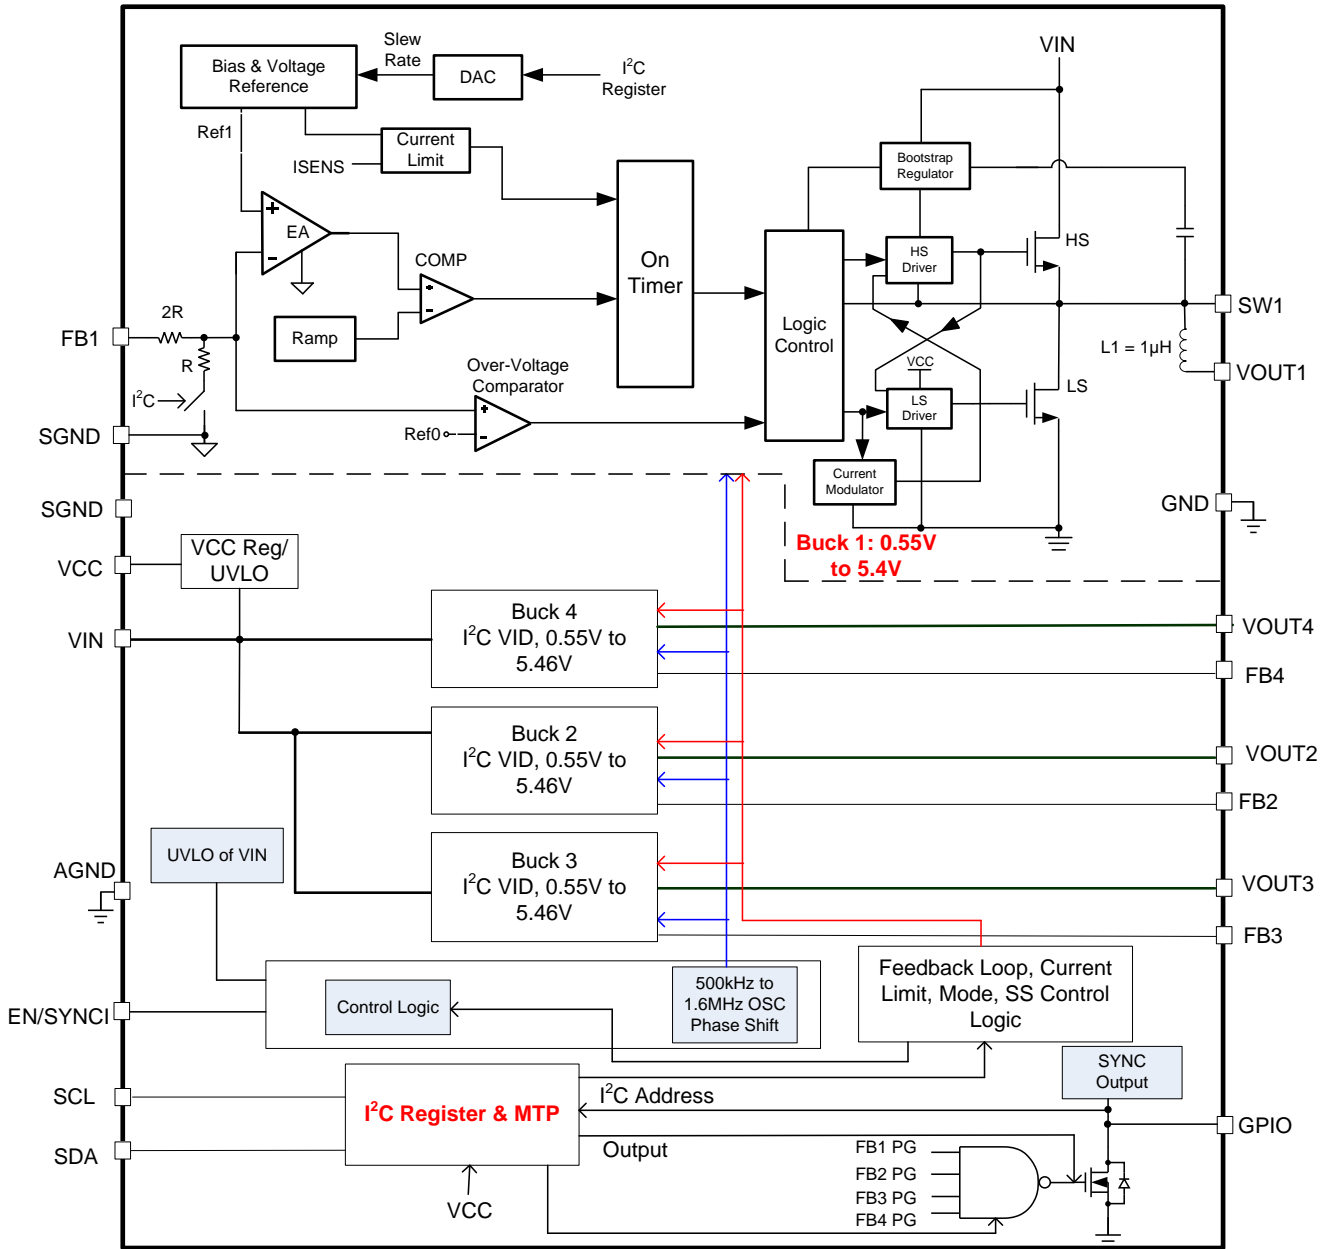 Slew
Rate
VIN
Bias & Voltage
Reference
DAC
I²C
Register
Ref1
Current
Limit
ISENS
Bootstrap
Regulator
+
EA
-
COMP
+
-
On
Timer
HS
Driver
HS
Logic
Control
SW1
2R
FB1
Ramp
R
L1 = 1µH
VOUT1
Over-Voltage
Comparator
VCC
I²C
LS
Driver
LS
+
-
Ref0
SGND
Current
Modulator
SGND
GND
Buck 1: 0.55V
to 5.4V
VCC Reg/
UVLO
VCC
Buck 4
I²C VID, 0.55V to
5.46V
VIN
VOUT4
FB4
Buck 2
I²C VID, 0.55V to
5.46V
VOUT2
FB2
UVLO of VIN
AGND
Buck 3
I²C VID, 0.55V to
5.46V
VOUT3
FB3
Feedback Loop, Current
Limit, Mode, SS Control
Logic
500kHz to
1.6MHz OSC
Phase Shift
Control Logic
EN/SYNCI
SYNC
Output
SCL
I²C Address
I²C Register & MTP
GPIO
SDA
Output
FB1 PG
FB2 PG
FB3 PG
FB4 PG
VCC